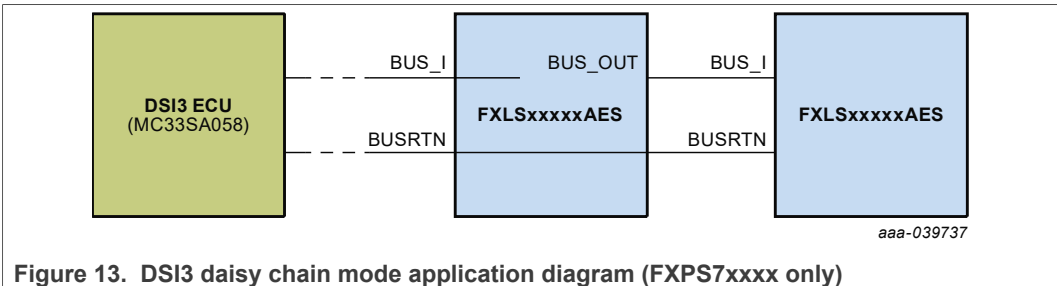 BUS_I
BUS_OUT
BUS_I
DSI3 ECU
(MC33SA058)
FXLSxxxxxAES
FXLSxxxxxAES
BUSRTN
BUSRTN
aaa-039737
Figure 13. DSI3 daisy chain mode application diagram (FXPS7xxxx only)